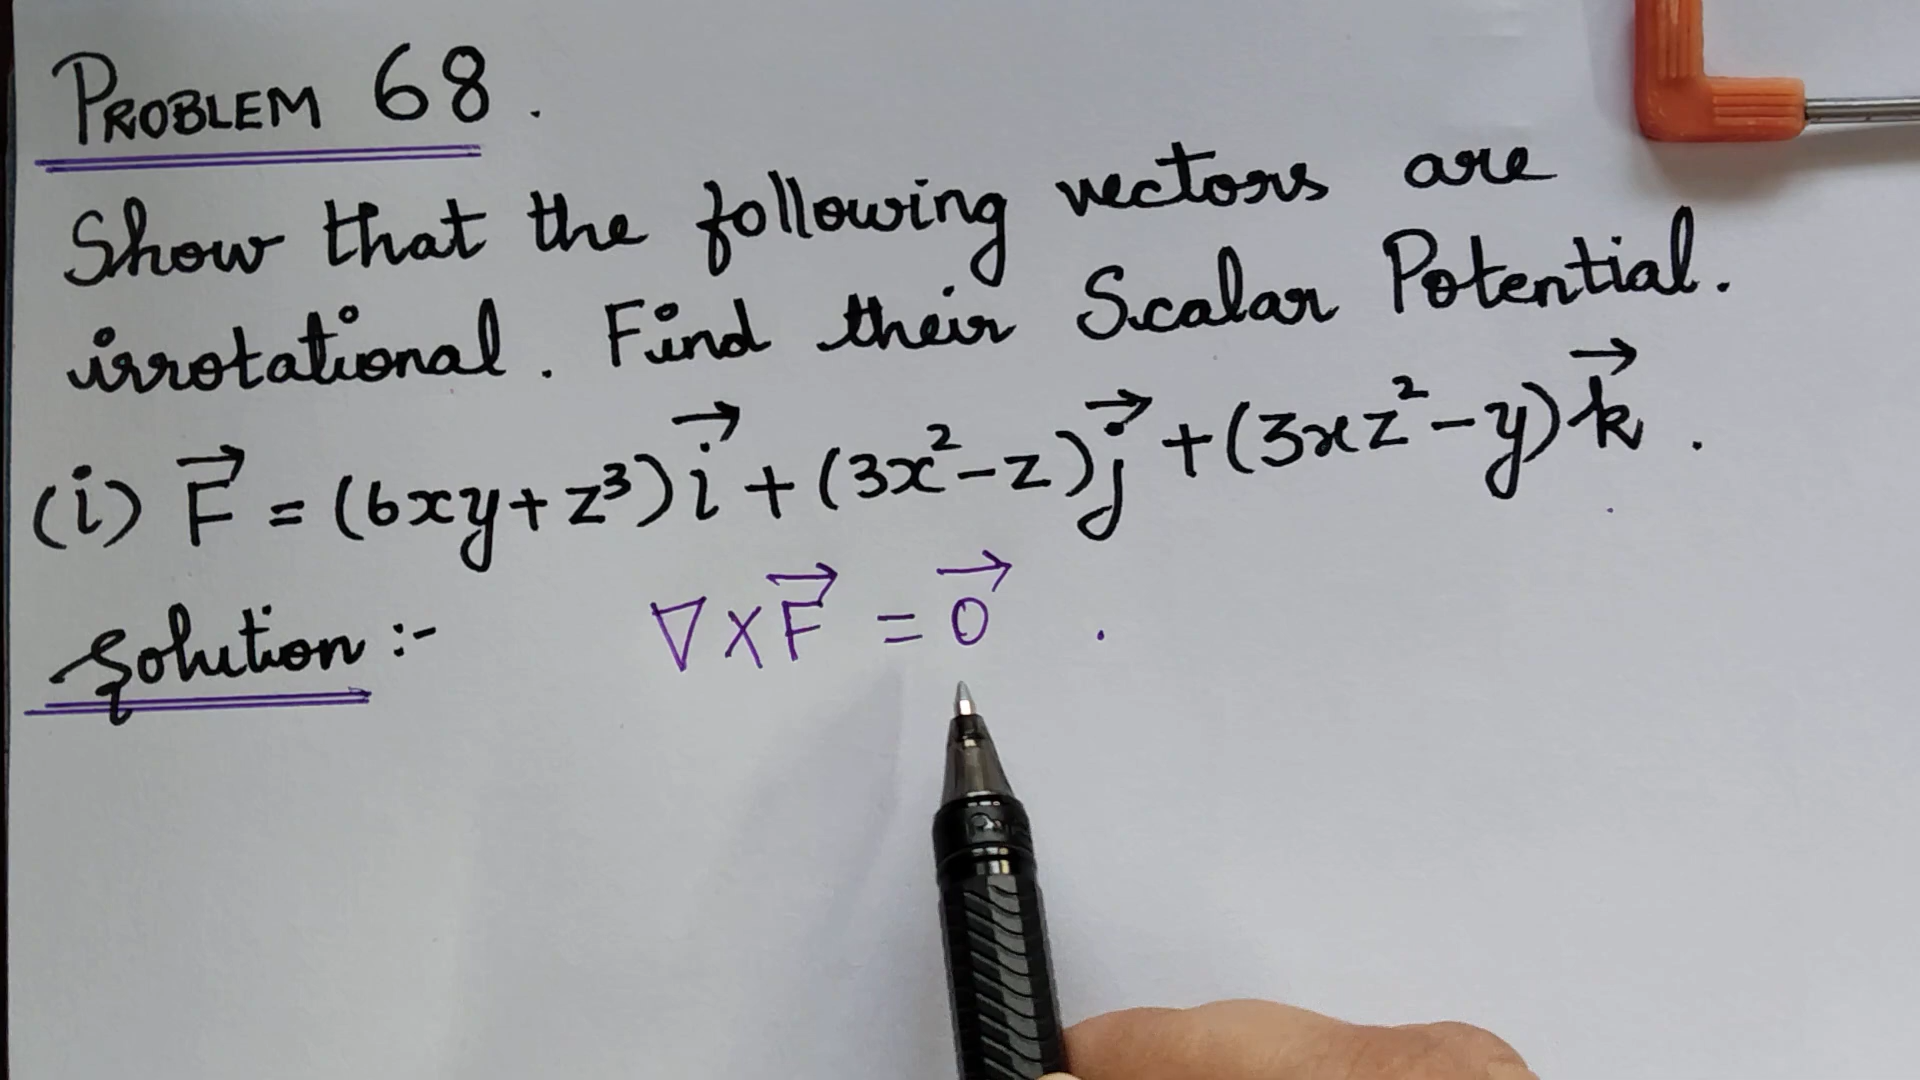 PROBLEM 68.
Show that the following vectors are
irrotational. Find their Scalar Potential.
(i) F⃗ = (6xy+z³)i⃗ + (3x²-z)j⃗ + (3xz²-y)k⃗.
Solution :- ∇×F⃗ = 0⃗.